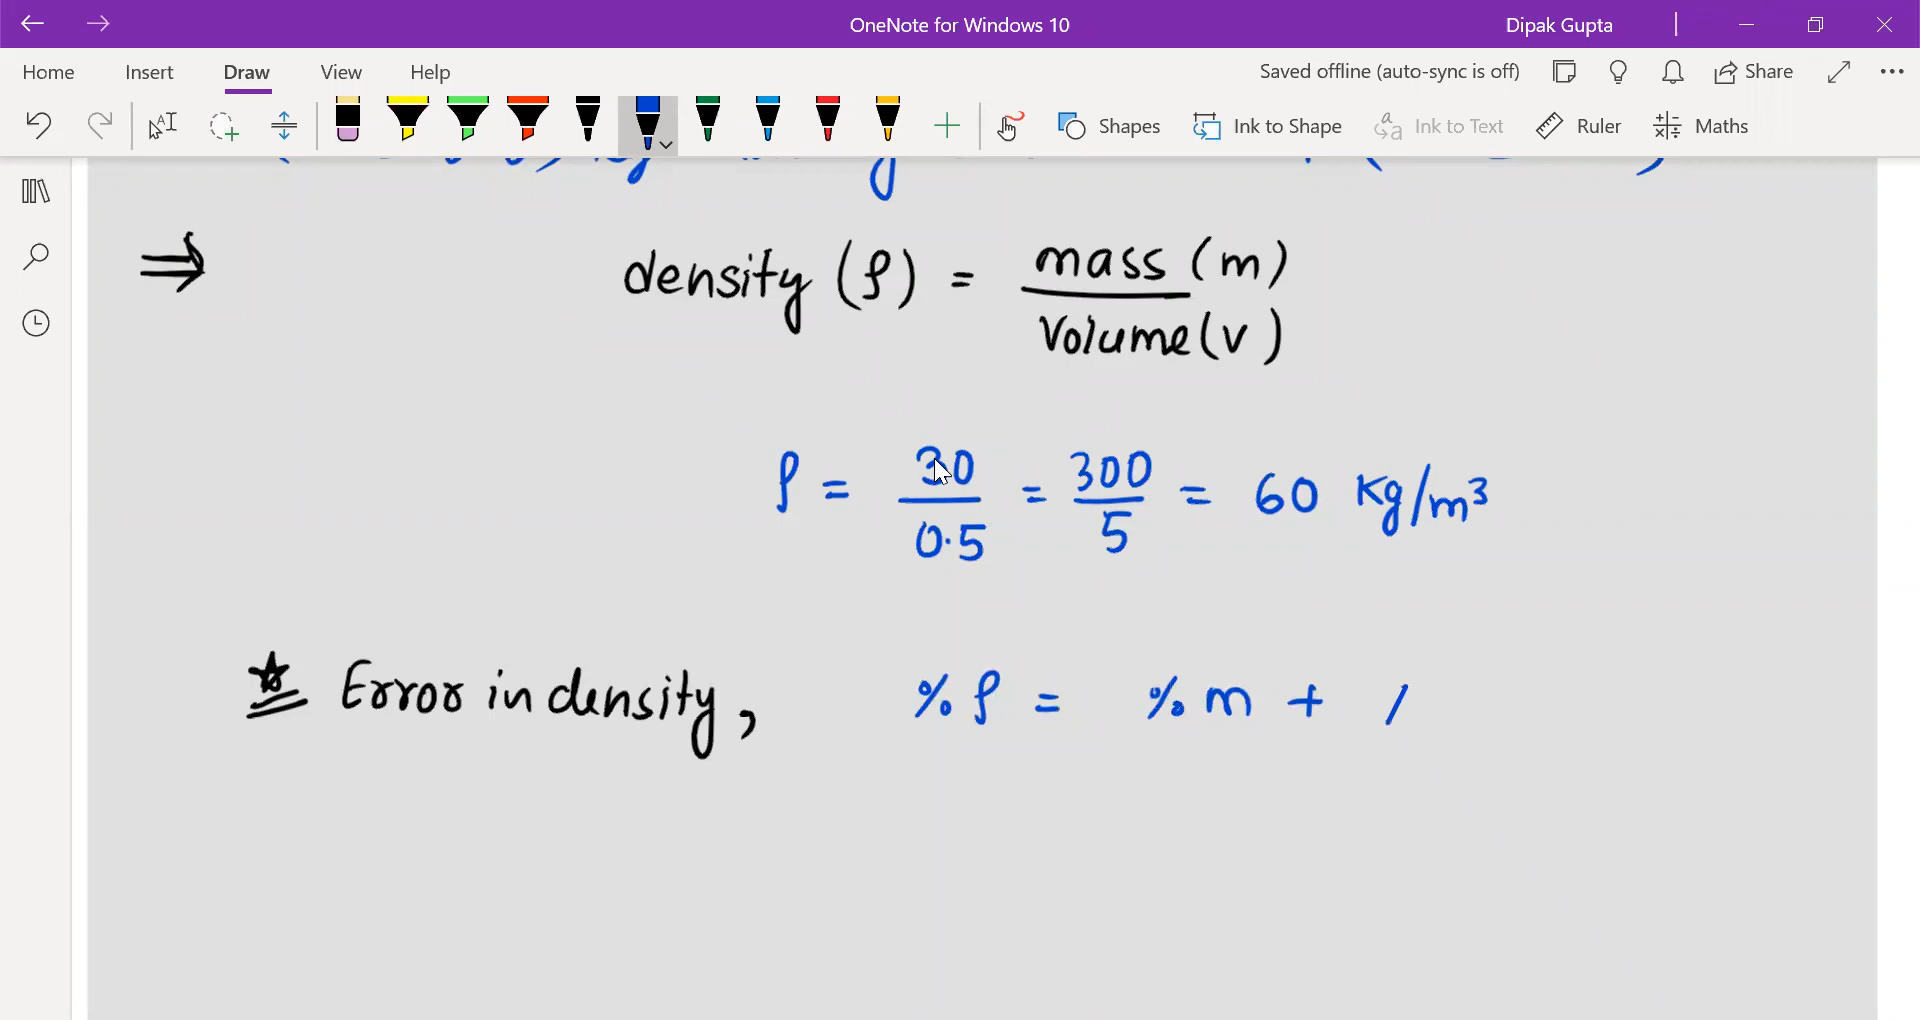 OneNote for Windows 10
Dipak Gupta
Home Insert Draw View Help
Saved offline (auto-sync is off) Share
Shapes Ink to Shape Ink to Text Ruler Maths
density (ρ) = mass (m)
Volume (v)
ρ = 30 = 300 = 60 Kg/m³
0.5 5
Error in density, % ρ = % m + /